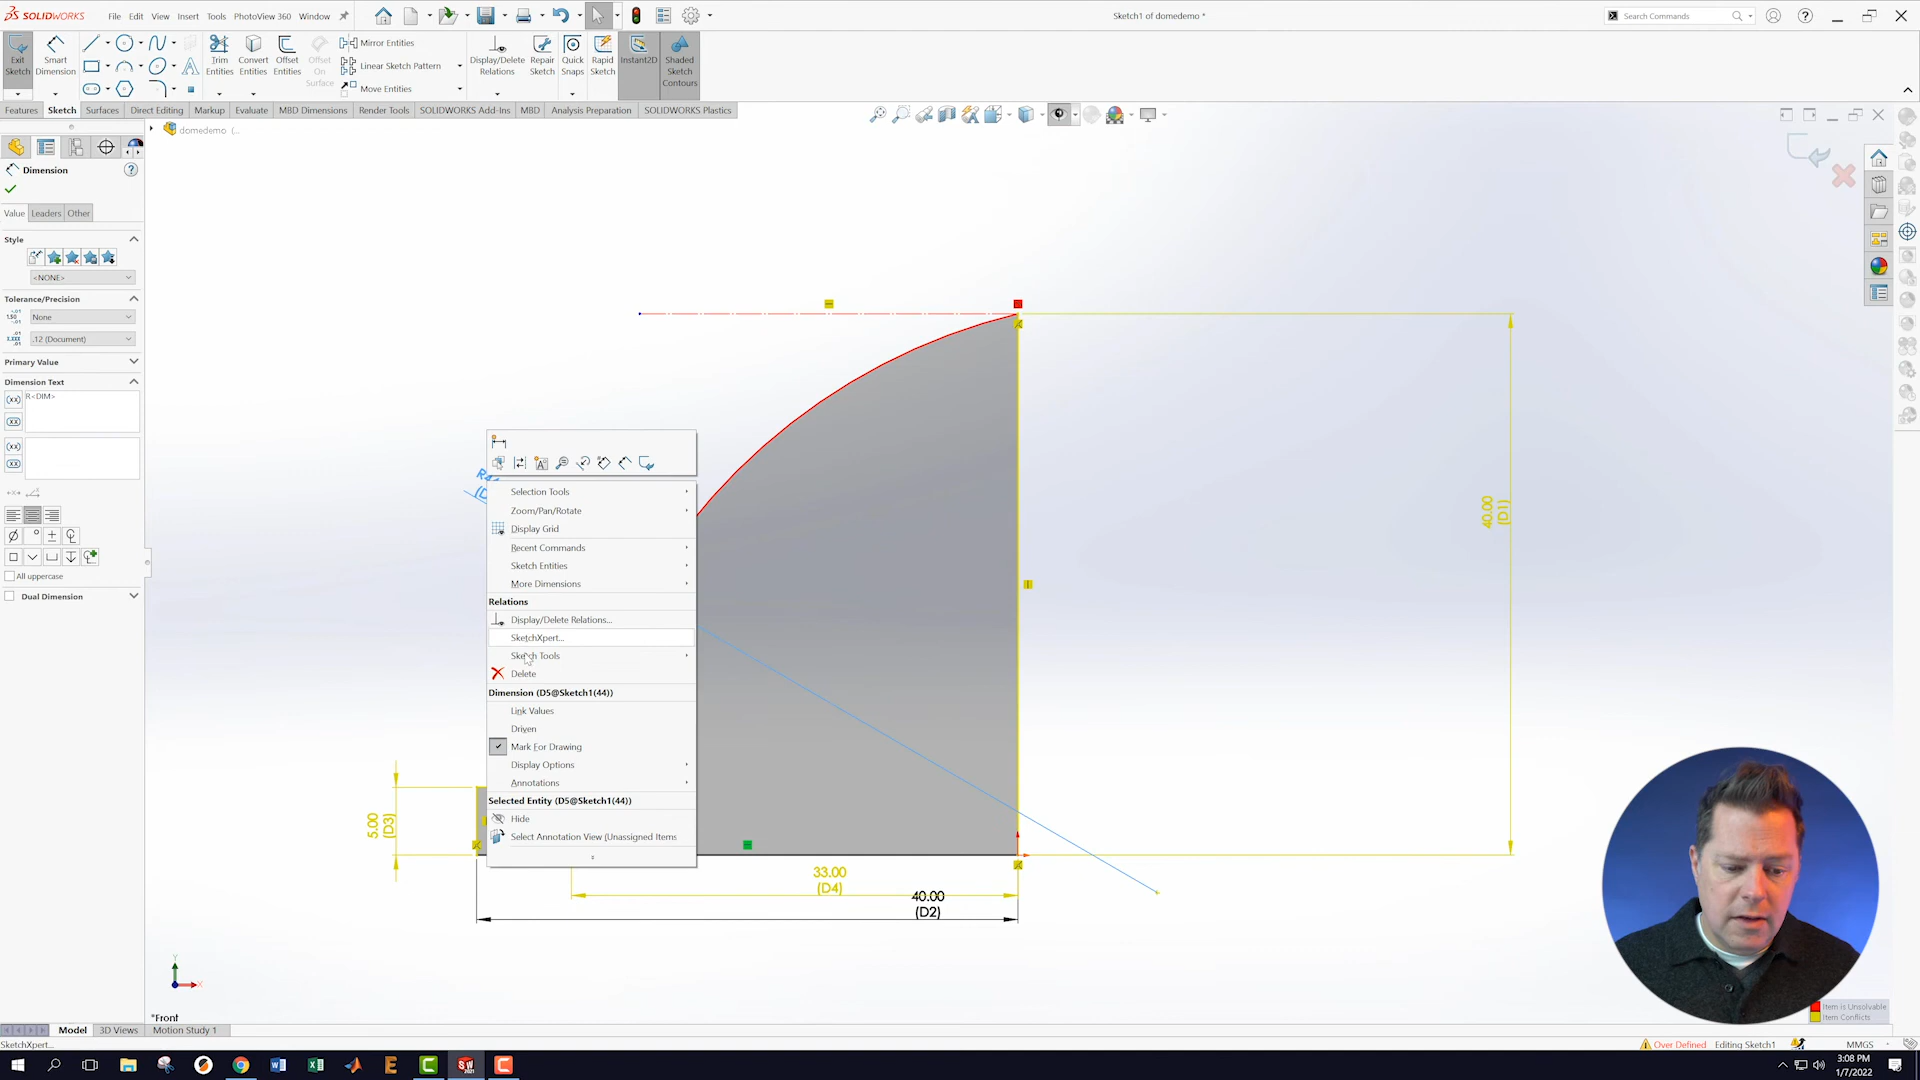 SOLIDWORKS File Edit View Insert Tools PhotoView 360 Window
Sketch1 of domedemo *
Search Commands
Exit Sketch
Smart Dimension
Trim Entities
Convert Entities
Offset Entities
Offset On Surface
Mirror Entities
Linear Sketch Pattern
Move Entities
Display/Delete Relations
Repair Sketch
Quick Snaps
Rapid Sketch
Instant2D
Shaded Sketch Contours
Features Sketch Surfaces Direct Editing Markup Evaluate MBD Dimensions Render Tools SOLIDWORKS Add-Ins MBD Analysis Preparation SOLIDWORKS Plastics
domedemo (...
Dimension
Value Leaders Other
Style
<NONE>
Tolerance/Precision
None
.12 (Document)
Primary Value
Dimension Text
R<DIM>
All uppercase
Dual Dimension
Selection Tools
Zoom/Pan/Rotate
Display Grid
Recent Commands
Sketch Entities
More Dimensions
Relations
Display/Delete Relations...
SketchXpert...
Sketch Tools
Delete
Dimension (D5@Sketch1(44))
Link Values
Driven
Mark For Drawing
Display Options
Annotations
Selected Entity (D5@Sketch1(44))
Hide
Select Annotation View (Unassigned Items
40.00
(D1)
5.00
(D3)
33.00
(D4)
40.00
(D2)
Y
X
*Front
Item is Unsolvable
Item Conflicts
Model 3D Views Motion Study 1
SketchXpert...
Over Defined Editing Sketch1 MMGS
3:08 PM
1/7/2022